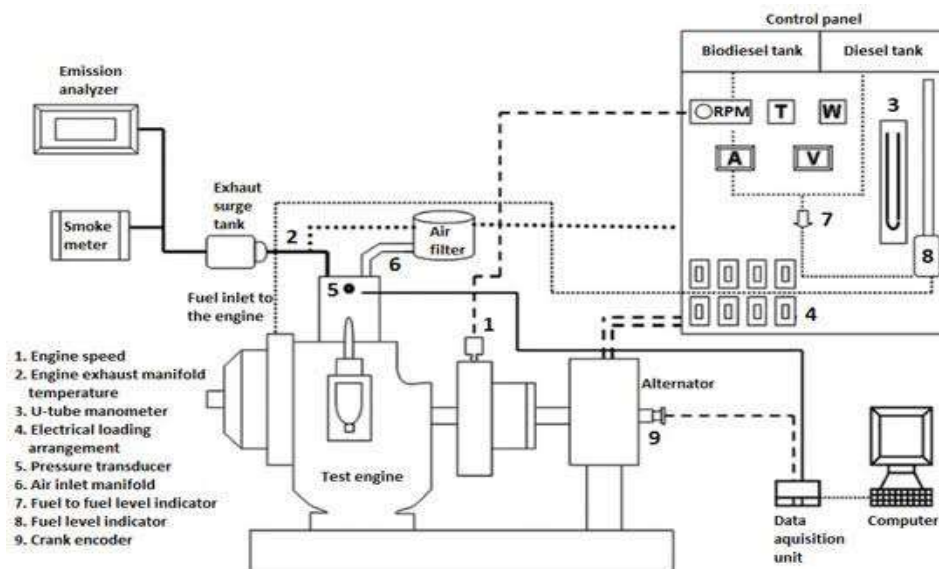 Control panel
Biodiesel tank
Diesel tank
Emission
analyzer
RPM
T
W
3
A
V
Exhaut
surge
tank
Smoke
meter
2
Air
filter
7
6
8
5
Fuel inlet to
the engine
1
4
1. Engine speed
2. Engine exhaust manifold
temperature
3. U-tube manometer
4. Electrical loading
arrangement
5. Pressure transducer
6. Air inlet manifold
7. Fuel to fuel level indicator
8. Fuel level indicator
9. Crank encoder
Alternator
9
Test engine
Data
aquisition
unit
Computer